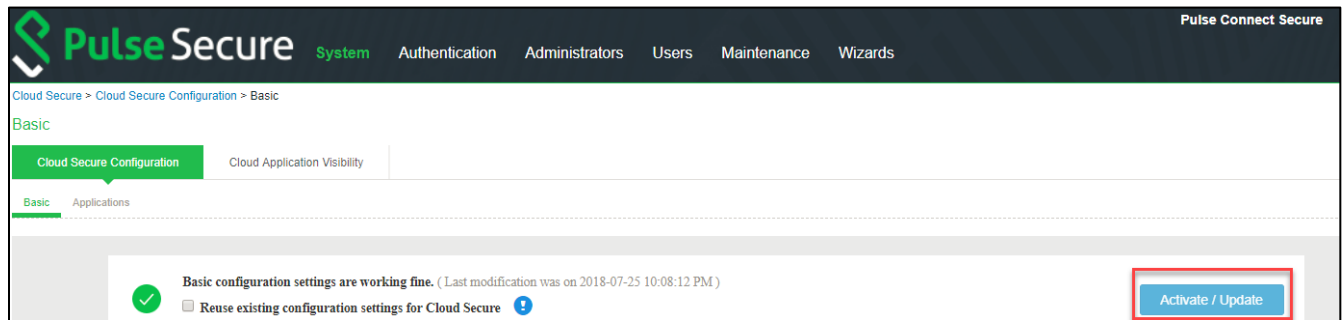 Pulse Connect Secure
Pulse Secure System Authentication Administrators Users Maintenance Wizards
Cloud Secure > Cloud Secure Configuration > Basic
Basic
Cloud Secure Configuration Cloud Application Visibility
Basic Applications
Basic configuration settings are working fine. ( Last modification was on 2018-07-25 10:08:12 PM )
Reuse existing configuration settings for Cloud Secure !
Activate / Update